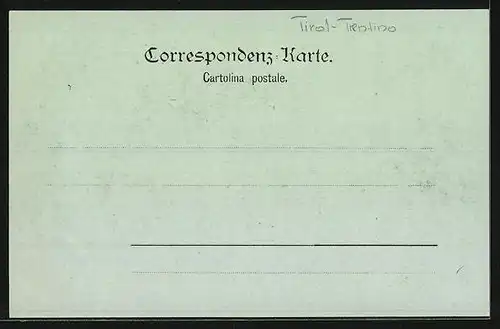 Tirol-Trentino
Correspondenz-Karte.
Cartolina postale.